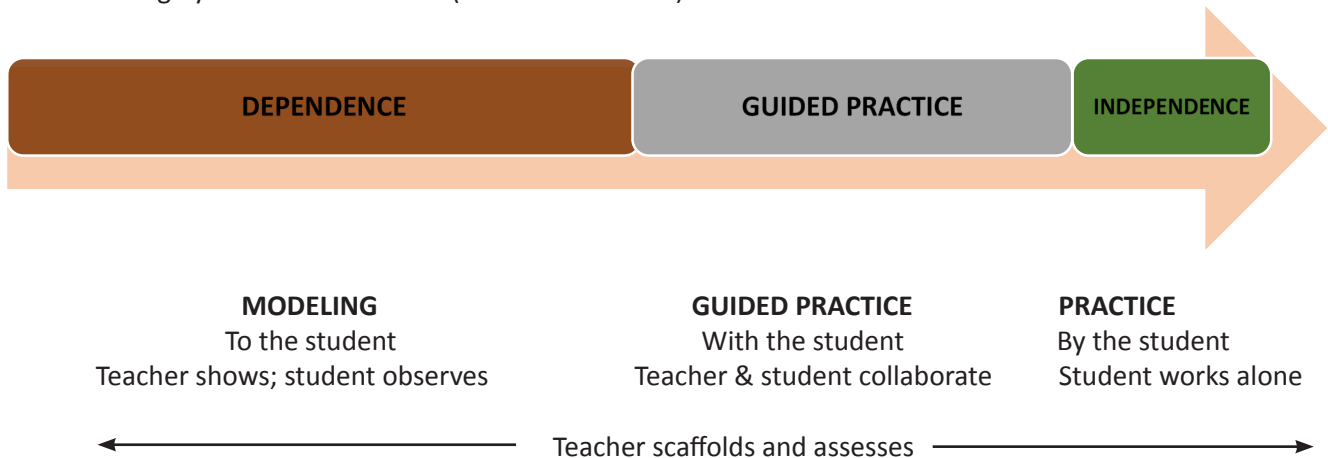 DEPENDENCE
GUIDED PRACTICE
INDEPENDENCE
MODELING
To the student
Teacher shows; student observes
GUIDED PRACTICE
With the student
Teacher & student collaborate
PRACTICE
By the student
Student works alone
Teacher scaffolds and assesses